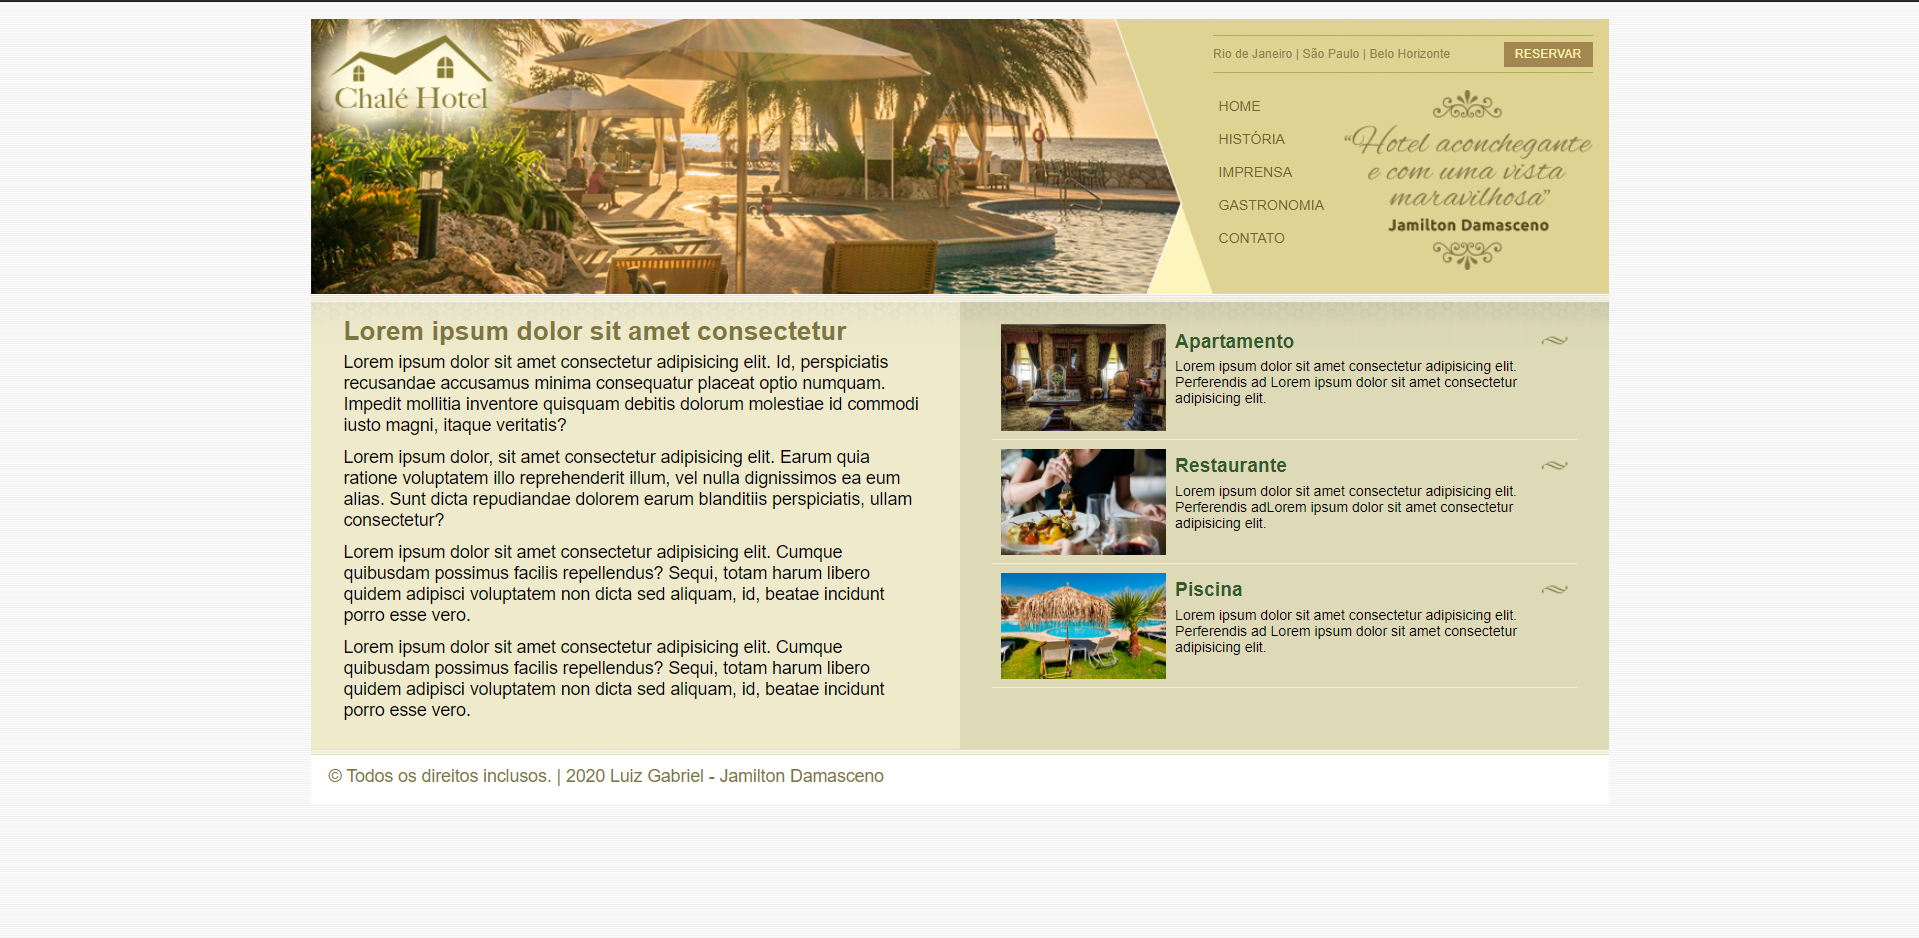 Chalé Hotel
Rio de Janeiro | São Paulo | Belo Horizonte
RESERVAR
HOME
HISTÓRIA
IMPRENSA
GASTRONOMIA
CONTATO
“Hotel aconchegante
e com uma vista
maravilhosa”
Jamilton Damasceno
Lorem ipsum dolor sit amet consectetur
Lorem ipsum dolor sit amet consectetur adipisicing elit. Id, perspiciatis
recusandae accusamus minima consequatur placeat optio numquam.
Impedit mollitia inventore quisquam debitis dolorum molestiae id commodi
iusto magni, itaque veritatis?
Lorem ipsum dolor, sit amet consectetur adipisicing elit. Earum quia
ratione voluptatem illo reprehenderit illum, vel nulla dignissimos ea eum
alias. Sunt dicta repudiandae dolorem earum blanditiis perspiciatis, ullam
consectetur?
Lorem ipsum dolor sit amet consectetur adipisicing elit. Cumque
quibusdam possimus facilis repellendus? Sequi, totam harum libero
quidem adipisci voluptatem non dicta sed aliquam, id, beatae incidunt
porro esse vero.
Lorem ipsum dolor sit amet consectetur adipisicing elit. Cumque
quibusdam possimus facilis repellendus? Sequi, totam harum libero
quidem adipisci voluptatem non dicta sed aliquam, id, beatae incidunt
porro esse vero.
Apartamento
Lorem ipsum dolor sit amet consectetur adipisicing elit.
Perferendis ad Lorem ipsum dolor sit amet consectetur
adipisicing elit.
Restaurante
Lorem ipsum dolor sit amet consectetur adipisicing elit.
Perferendis adLorem ipsum dolor sit amet consectetur
adipisicing elit.
Piscina
Lorem ipsum dolor sit amet consectetur adipisicing elit.
Perferendis ad Lorem ipsum dolor sit amet consectetur
adipisicing elit.
© Todos os direitos inclusos. | 2020 Luiz Gabriel - Jamilton Damasceno